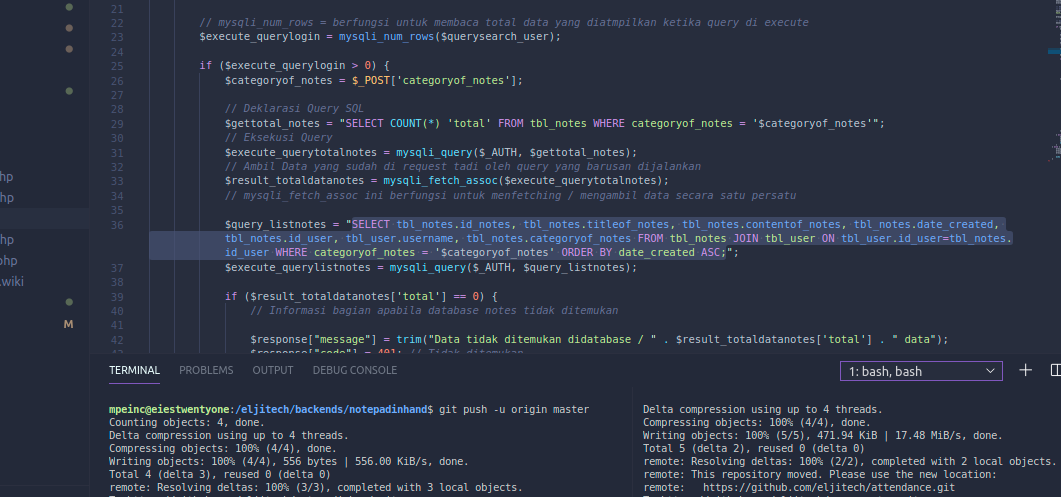 21
22 // mysqli_num_rows = berfungsi untuk membaca total data yang diatmpilkan ketika query di execute
23 $execute_querylogin = mysqli_num_rows($querysearch_user);
24
25 if ($execute_querylogin > 0) {
26 $categoryof_notes = $_POST['categoryof_notes'];
27
28 // Deklarasi Query SQL
29 $gettotal_notes = "SELECT COUNT(*) 'total' FROM tbl_notes WHERE categoryof_notes = '$categoryof_notes'";
30 // Eksekusi Query
31 $execute_querytotalnotes = mysqli_query($_AUTH, $gettotal_notes);
32 // Ambil Data yang sudah di request tadi oleh query yang barusan dijalankan
33 $result_totaldatanotes = mysqli_fetch_assoc($execute_querytotalnotes);
34 // mysqli_fetch_assoc ini berfungsi untuk menfetching / mengambil data secara satu persatu
35
36 $query_listnotes = "SELECT tbl_notes.id_notes, tbl_notes.titleof_notes, tbl_notes.contentof_notes, tbl_notes.date_created,
tbl_notes.id_user, tbl_user.username, tbl_notes.categoryof_notes FROM tbl_notes JOIN tbl_user ON tbl_user.id_user=tbl_notes.
id_user WHERE categoryof_notes = '$categoryof_notes' ORDER BY date_created ASC;";
37 $execute_querylistnotes = mysqli_query($_AUTH, $query_listnotes);
38
39 if ($result_totaldatanotes['total'] == 0) {
40 // Informasi bagian apabila database notes tidak ditemukan
41
42 $response["message"] = trim("Data tidak ditemukan didatabase / " . $result_totaldatanotes['total'] . " data");
43 $response["code"] = 401; // Tidak ditemukan
hp
hp
hp
php
.wiki
M
TERMINAL PROBLEMS OUTPUT DEBUG CONSOLE
1: bash, bash
mpeinc@eiestwentyone:/eljitech/backends/notepadinhand$ git push -u origin master
Counting objects: 4, done.
Delta compression using up to 4 threads.
Compressing objects: 100% (4/4), done.
Writing objects: 100% (4/4), 556 bytes | 556.00 KiB/s, done.
Total 4 (delta 3), reused 0 (delta 0)
remote: Resolving deltas: 100% (3/3), completed with 3 local objects.
Delta compression using up to 4 threads.
Compressing objects: 100% (4/4), done.
Writing objects: 100% (5/5), 471.94 KiB | 17.48 MiB/s, done.
Total 5 (delta 2), reused 0 (delta 0)
remote: Resolving deltas: 100% (2/2), completed with 2 local objects.
remote: This repository moved. Please use the new location:
remote: https://github.com/eljitech/attendance.git